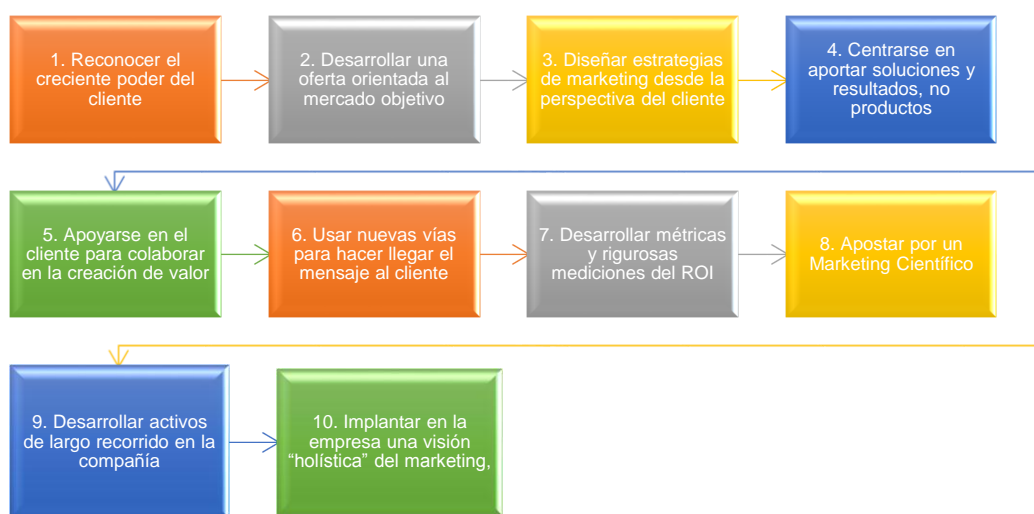 1. Reconocer el
creciente poder del
cliente
2. Desarrollar una
oferta orientada al
mercado objetivo
3. Diseñar estrategias
de marketing desde la
perspectiva del cliente
4. Centrarse en
aportar soluciones y
resultados, no
productos
5. Apoyarse en el
cliente para colaborar
en la creación de valor
6. Usar nuevas vías
para hacer llegar el
mensaje al cliente
7. Desarrollar métricas
y rigurosas
mediciones del ROI
8. Apostar por un
Marketing Científico
9. Desarrollar activos
de largo recorrido en la
compañía
10. Implantar en la
empresa una visión
“holística” del marketing,